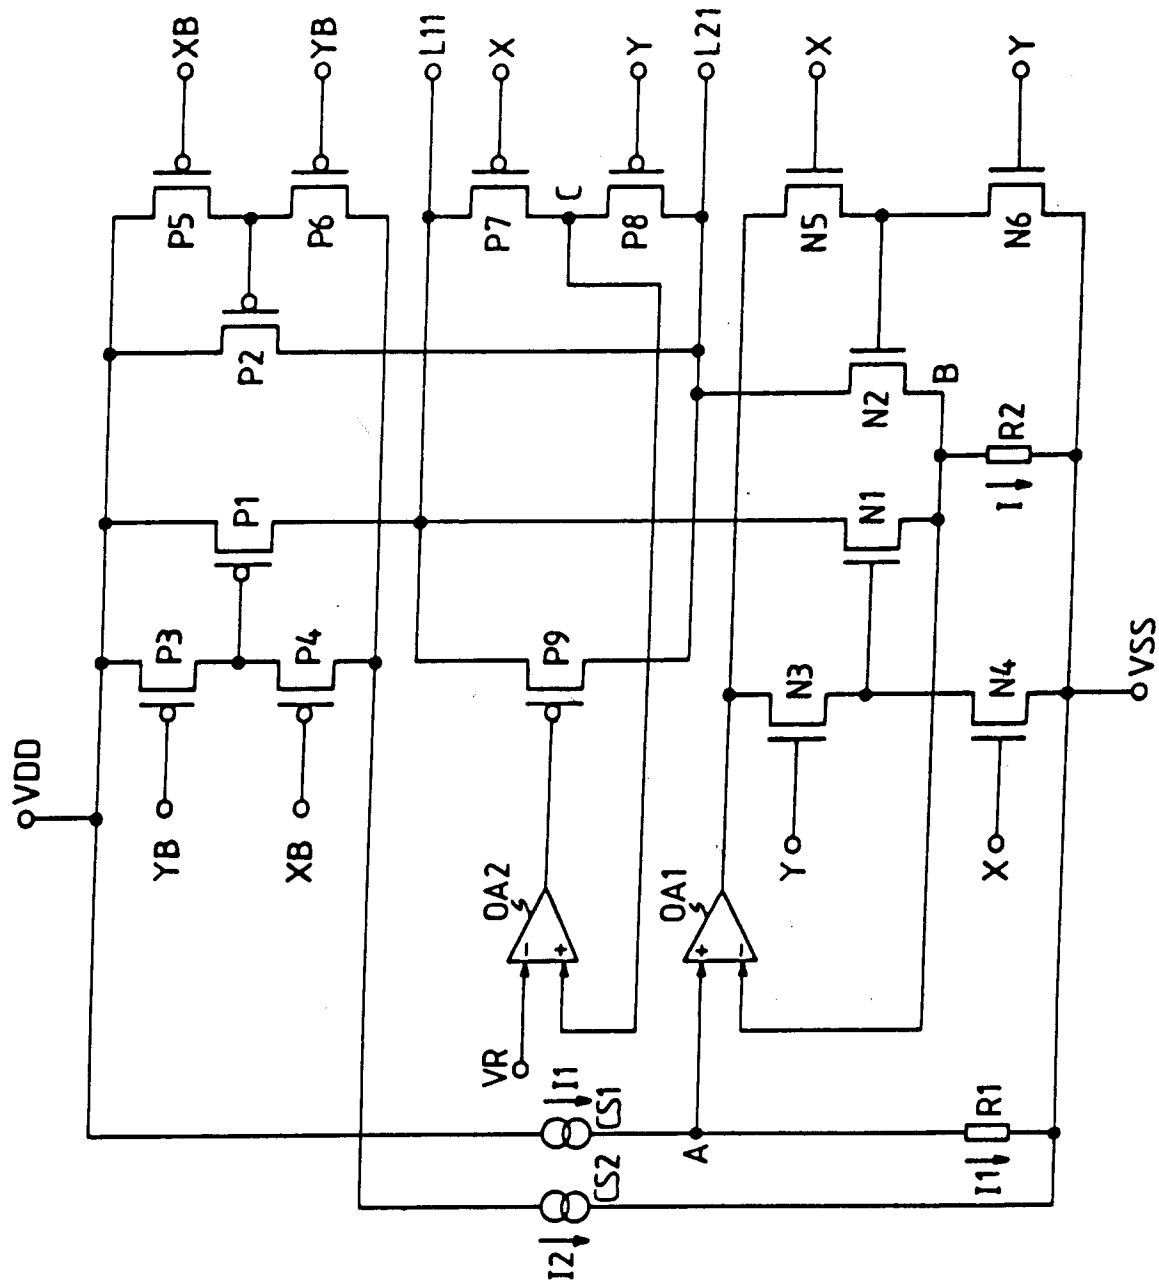 VDD
XB
YB
L11
X
Y
L21
X
Y
P5
P6
P2
P1
P3
P4
YB
XB
P7
C
P8
P9
OA2
-
+
VR
OA1
+
-
N5
N6
N2
B
N1
N3
N4
Y
X
R2
I
VSS
I1
CS1
CS2
I2
A
R1
I1